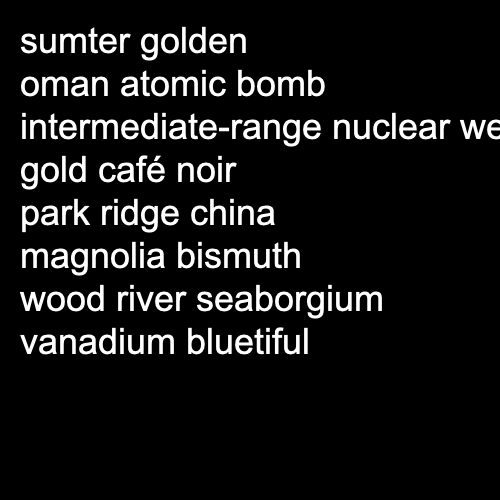 sumter golden
oman atomic bomb
intermediate-range nuclear
gold café noir
park ridge china
magnolia bismuth
wood river seaborgium
vanadium bluetiful